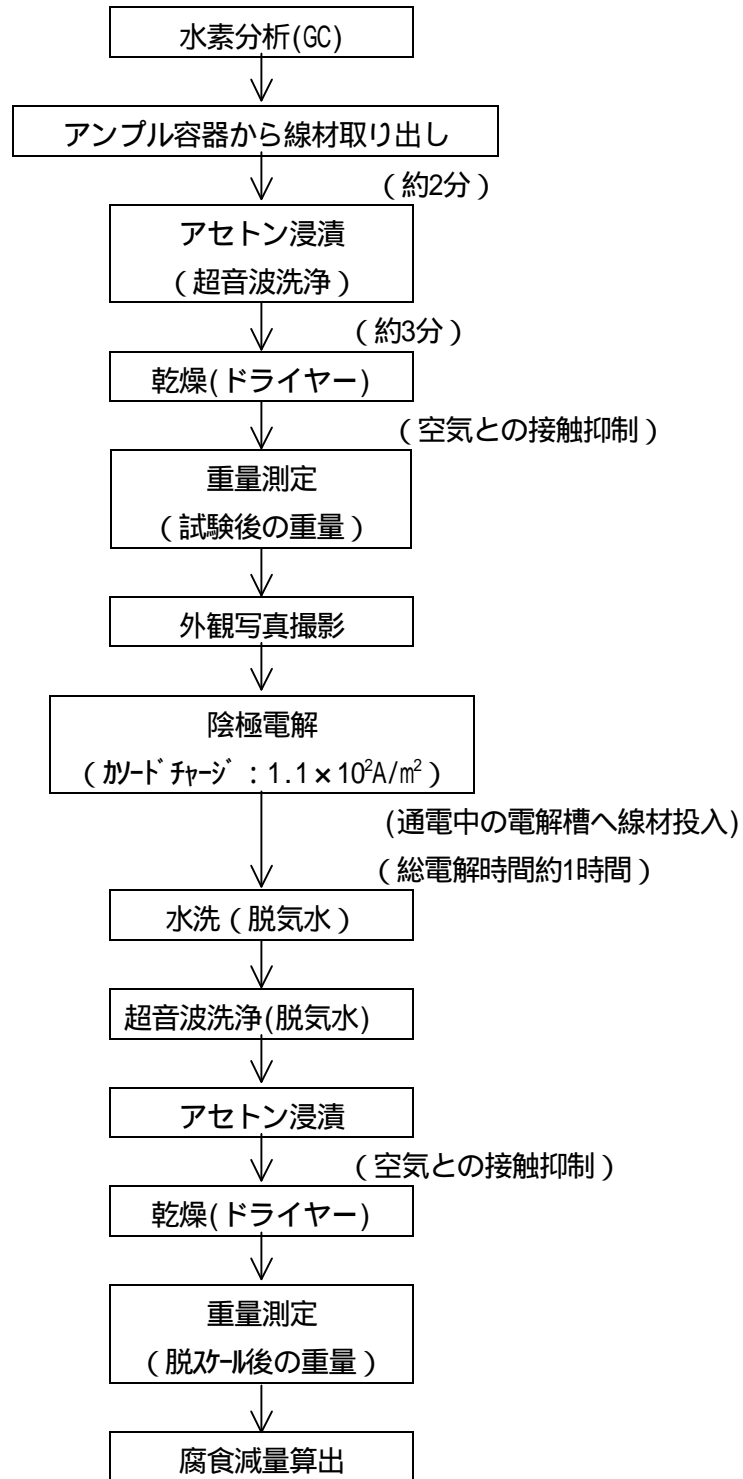 水素分析(GC)
アンプル容器から線材取り出し
(約2分)
アセトン浸漬
(超音波洗浄)
(約3分)
乾燥(ドライヤー)
(空気との接触抑制)
重量測定
(試験後の重量)
外観写真撮影
陰極電解
(ｶｿｰﾄﾞﾁｬｰｼﾞ:1.1×10²A/m²)
(通電中の電解槽へ線材投入)
(総電解時間約1時間)
水洗(脱気水)
超音波洗浄(脱気水)
アセトン浸漬
(空気との接触抑制)
乾燥(ドライヤー)
重量測定
(脱ｽｹｰﾙ後の重量)
腐食減量算出